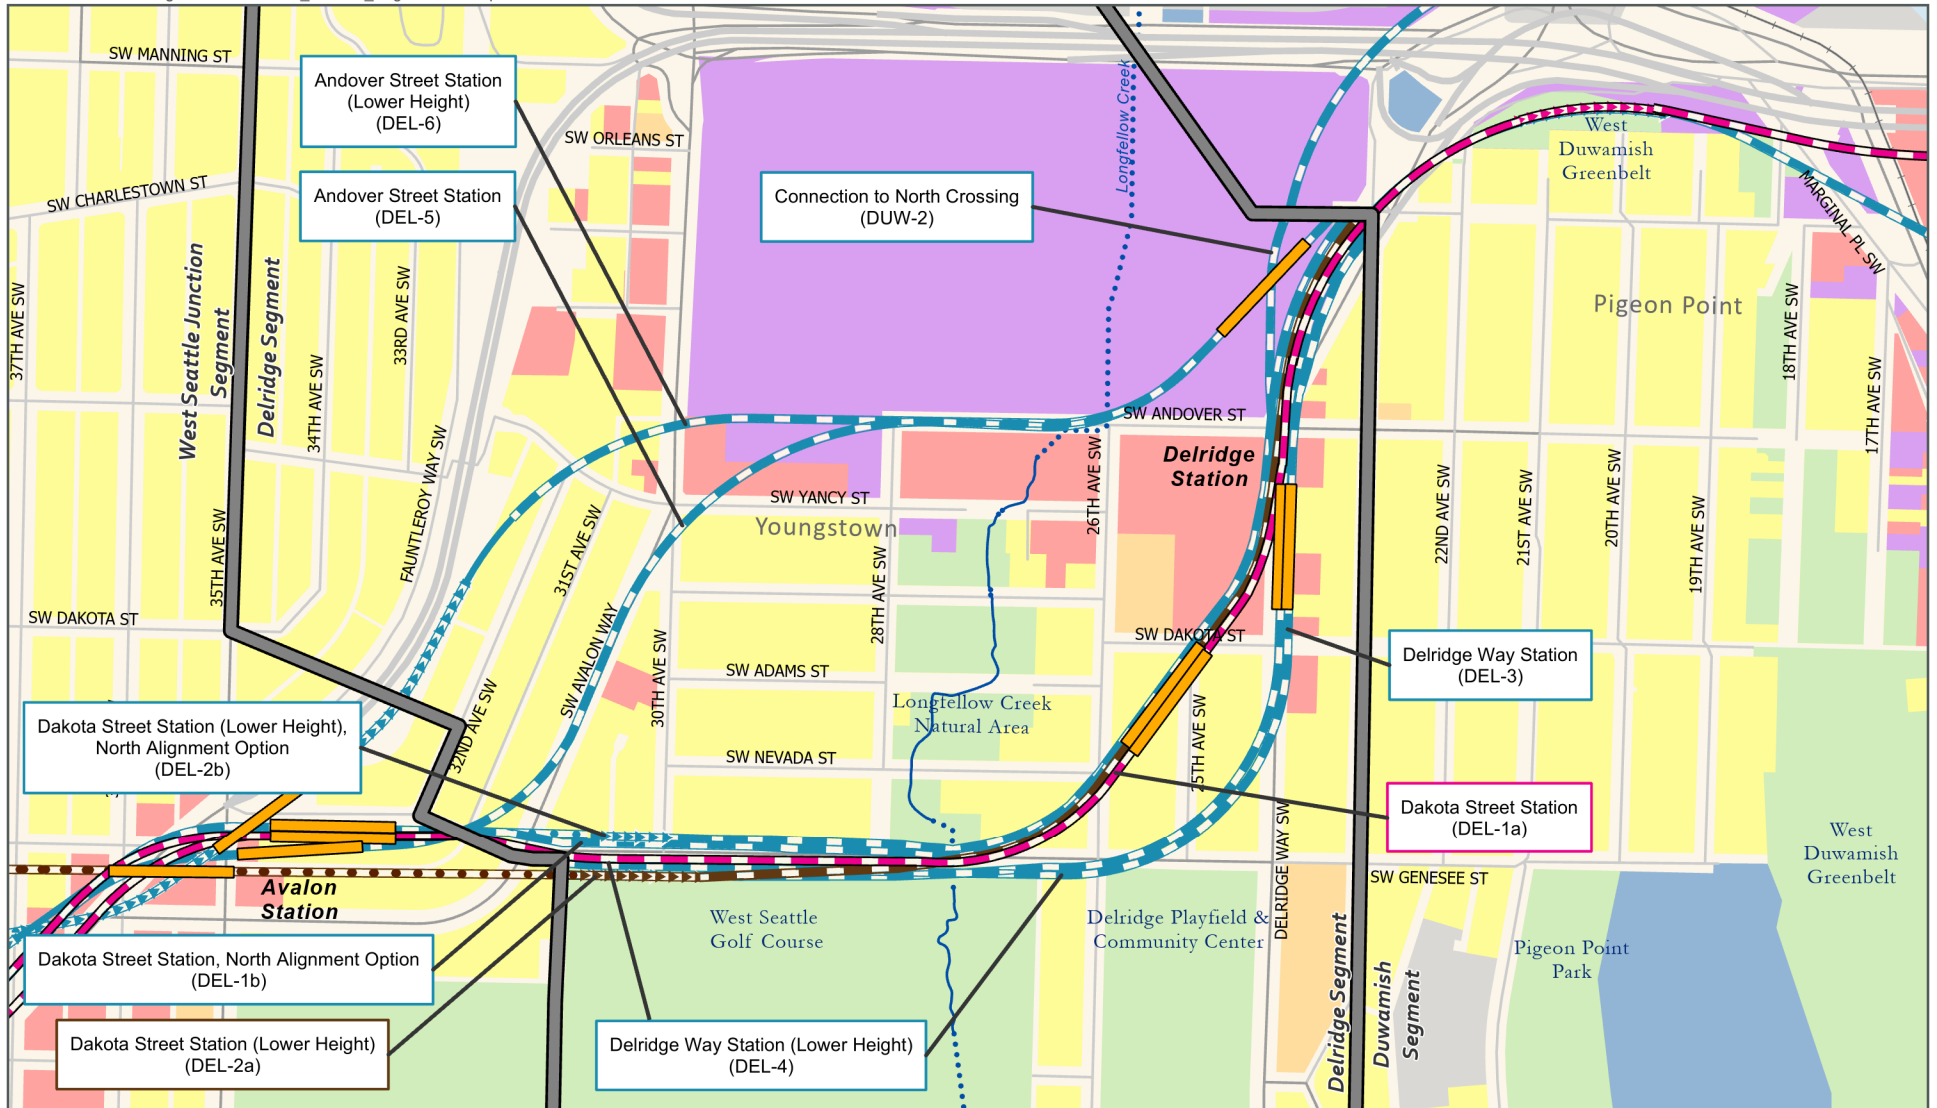 SW MANNING ST
Andover Street Station
(Lower Height)
(DEL-6)
SW ORLEANS ST
Longfellow Creek
West
Duwamish
Greenbelt
SW CHARLESTOWN ST
Andover Street Station
(DEL-5)
Connection to North Crossing
(DUW-2)
MARGINAL PL SW
West Seattle Junction
Segment
Delridge Segment
37TH AVE SW
34TH AVE SW
33RD AVE SW
Pigeon Point
18TH AVE SW
17TH AVE SW
SW ANDOVER ST
Delridge
Station
FAUNTLEROY WAY SW
SW YANCY ST
Youngstown
26TH AVE SW
22ND AVE SW
21ST AVE SW
20TH AVE SW
19TH AVE SW
35TH AVE SW
31ST AVE SW
28TH AVE SW
SW DAKOTA ST
SW AVALON WAY
30TH AVE SW
SW DAKOTA ST
SW ADAMS ST
Delridge Way Station
(DEL-3)
Longfellow Creek
Natural Area
32ND AVE SW
25TH AVE SW
Dakota Street Station (Lower Height),
North Alignment Option
(DEL-2b)
SW NEVADA ST
Dakota Street Station
(DEL-1a)
DELRIDGE WAY SW
West
Duwamish
Greenbelt
Avalon
Station
SW GENESEE ST
West Seattle
Golf Course
Delridge Playfield &
Community Center
Pigeon Point
Park
Dakota Street Station, North Alignment Option
(DEL-1b)
Delridge Segment
Duwamish
Segment
Dakota Street Station (Lower Height)
(DEL-2a)
Delridge Way Station (Lower Height)
(DEL-4)